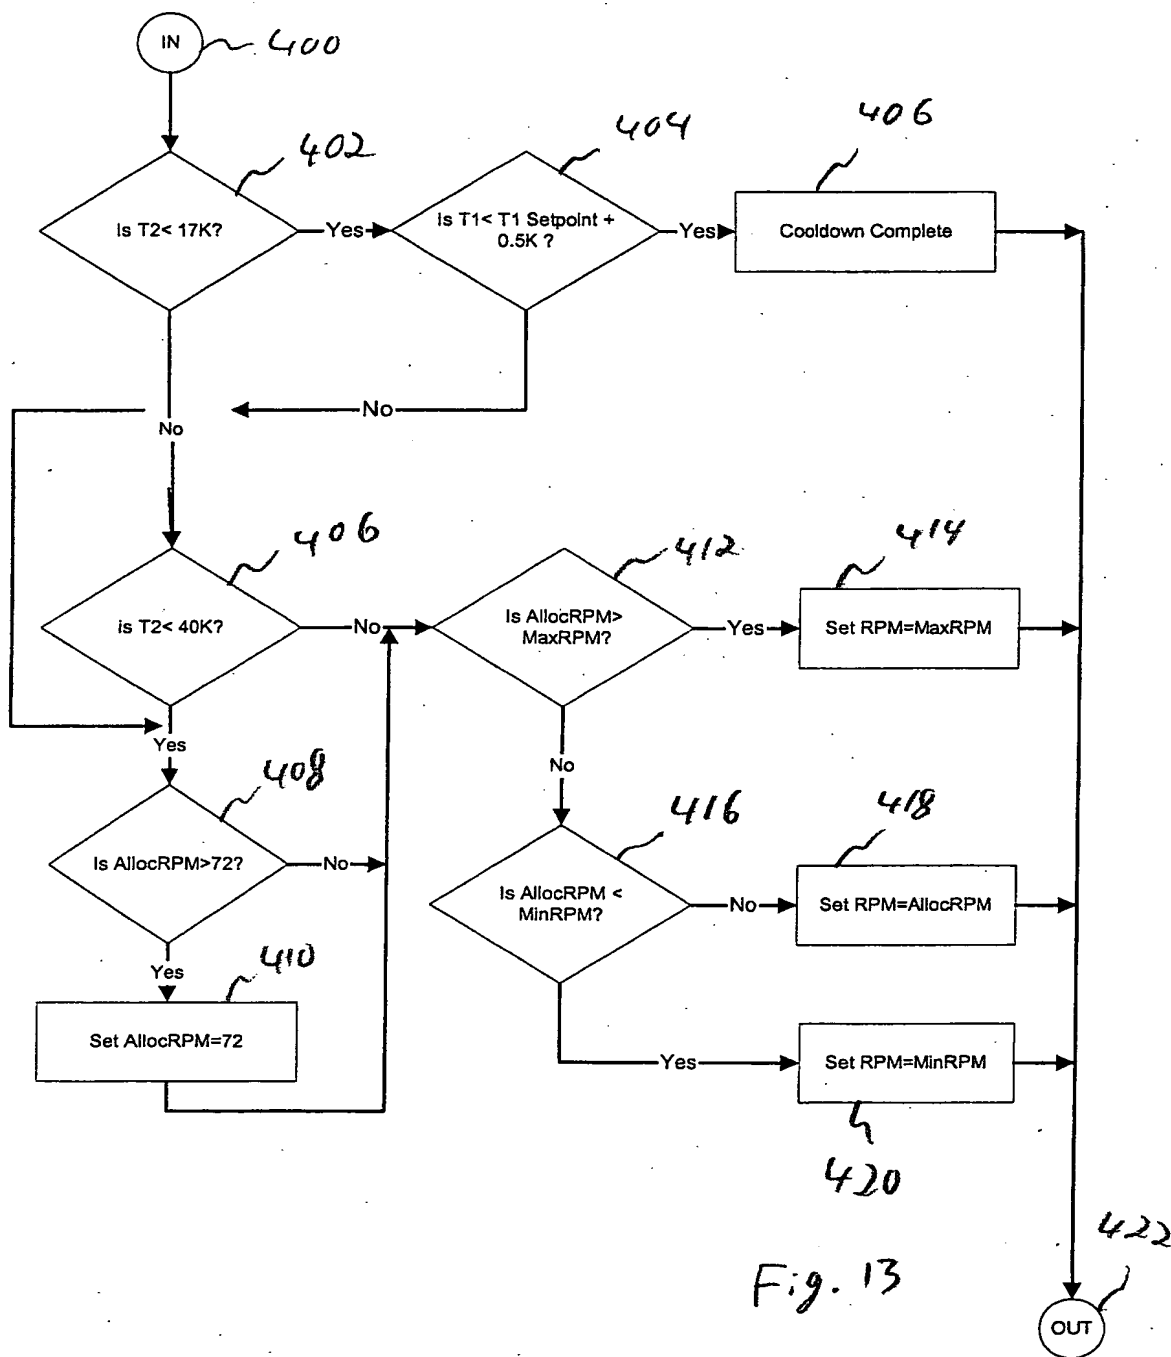 IN
400
402
404
406
Is T2< 17K?
Yes
Is T1< T1 Setpoint +
0.5K ?
Yes
Cooldown Complete
No
No
406
412
414
is T2< 40K?
No
Is AllocRPM>
MaxRPM?
Yes
Set RPM=MaxRPM
Yes
No
408
416
418
Is AllocRPM>72?
No
Is AllocRPM <
MinRPM?
No
Set RPM=AllocRPM
Yes
410
Set AllocRPM=72
Yes
Set RPM=MinRPM
420
422
Fig. 13
OUT